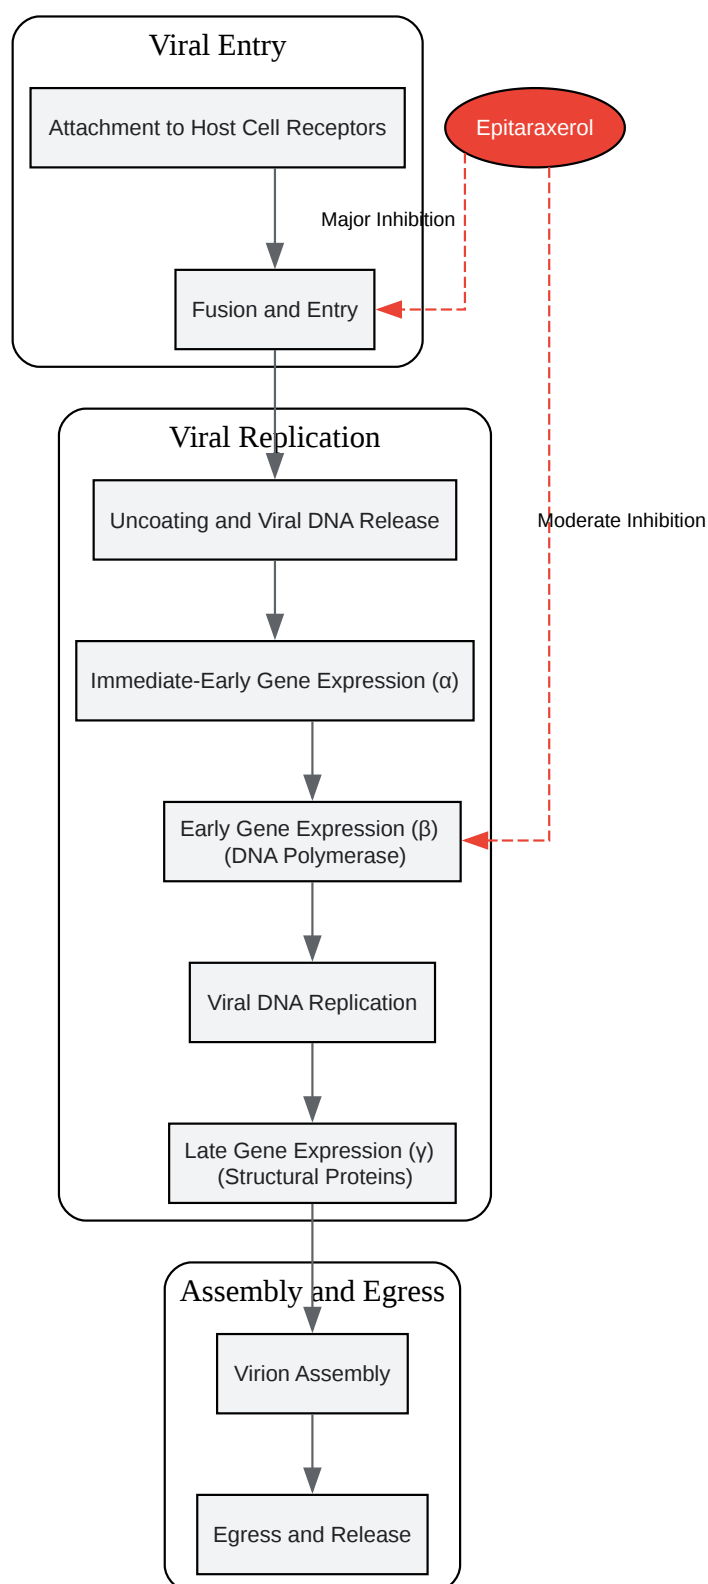 Viral Entry
Attachment to Host Cell Receptors
Epitaraxerol
Major Inhibition
Fusion and Entry
Viral Replication
Uncoating and Viral DNA Release
Moderate Inhibition
Immediate-Early Gene Expression (α)
Early Gene Expression (β)
(DNA Polymerase)
Viral DNA Replication
Late Gene Expression (γ)
(Structural Proteins)
Assembly and Egress
Virion Assembly
Egress and Release